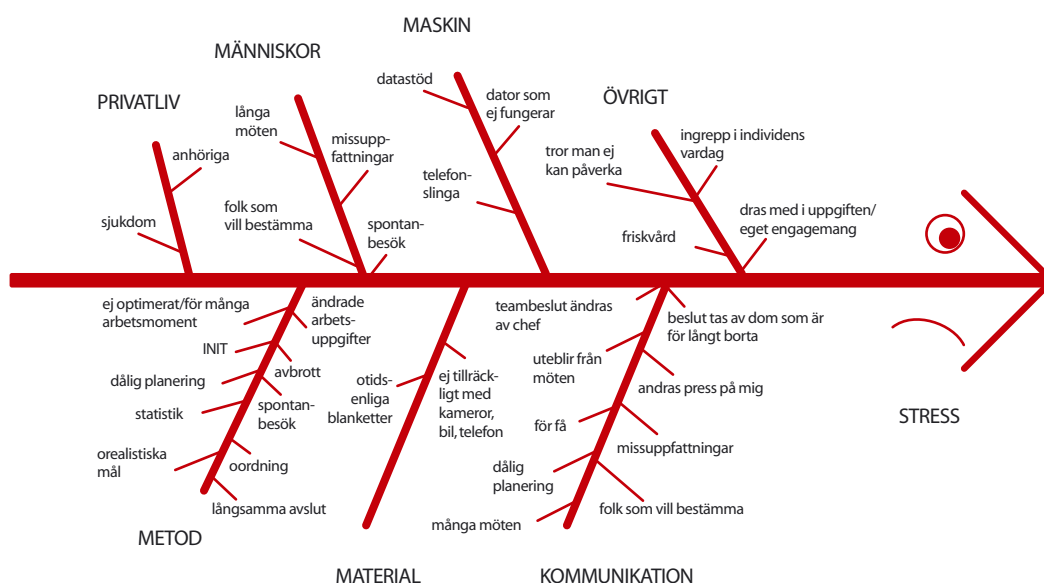 MASKIN
MÄNNISKOR
PRIVATLIV
ÖVRIGT
anhöriga
sjukdom
långa
möten
missupp-
fattningar
folk som
vill bestämma
spontan-
besök
datastöd
dator som
ej fungerar
telefon-
slinga
tror man ej
kan påverka
ingrepp i individens
vardag
friskvård
dras med i uppgiften/
eget engagemang
ej optimerat/för många
arbetsmoment
ändrade
arbets-
uppgifter
INIT
avbrott
dålig planering
statistik
spontan-
besök
orealistiska
mål
oordning
långsamma avslut
METOD
otids-
enliga
blanketter
ej tillräck-
ligt med
kameror,
bil, telefon
MATERIAL
teambeslut ändras
av chef
beslut tas av dom som är
för långt borta
uteblir från
möten
andras press på mig
för få
missuppfattningar
dålig
planering
folk som vill bestämma
många möten
KOMMUNIKATION
STRESS